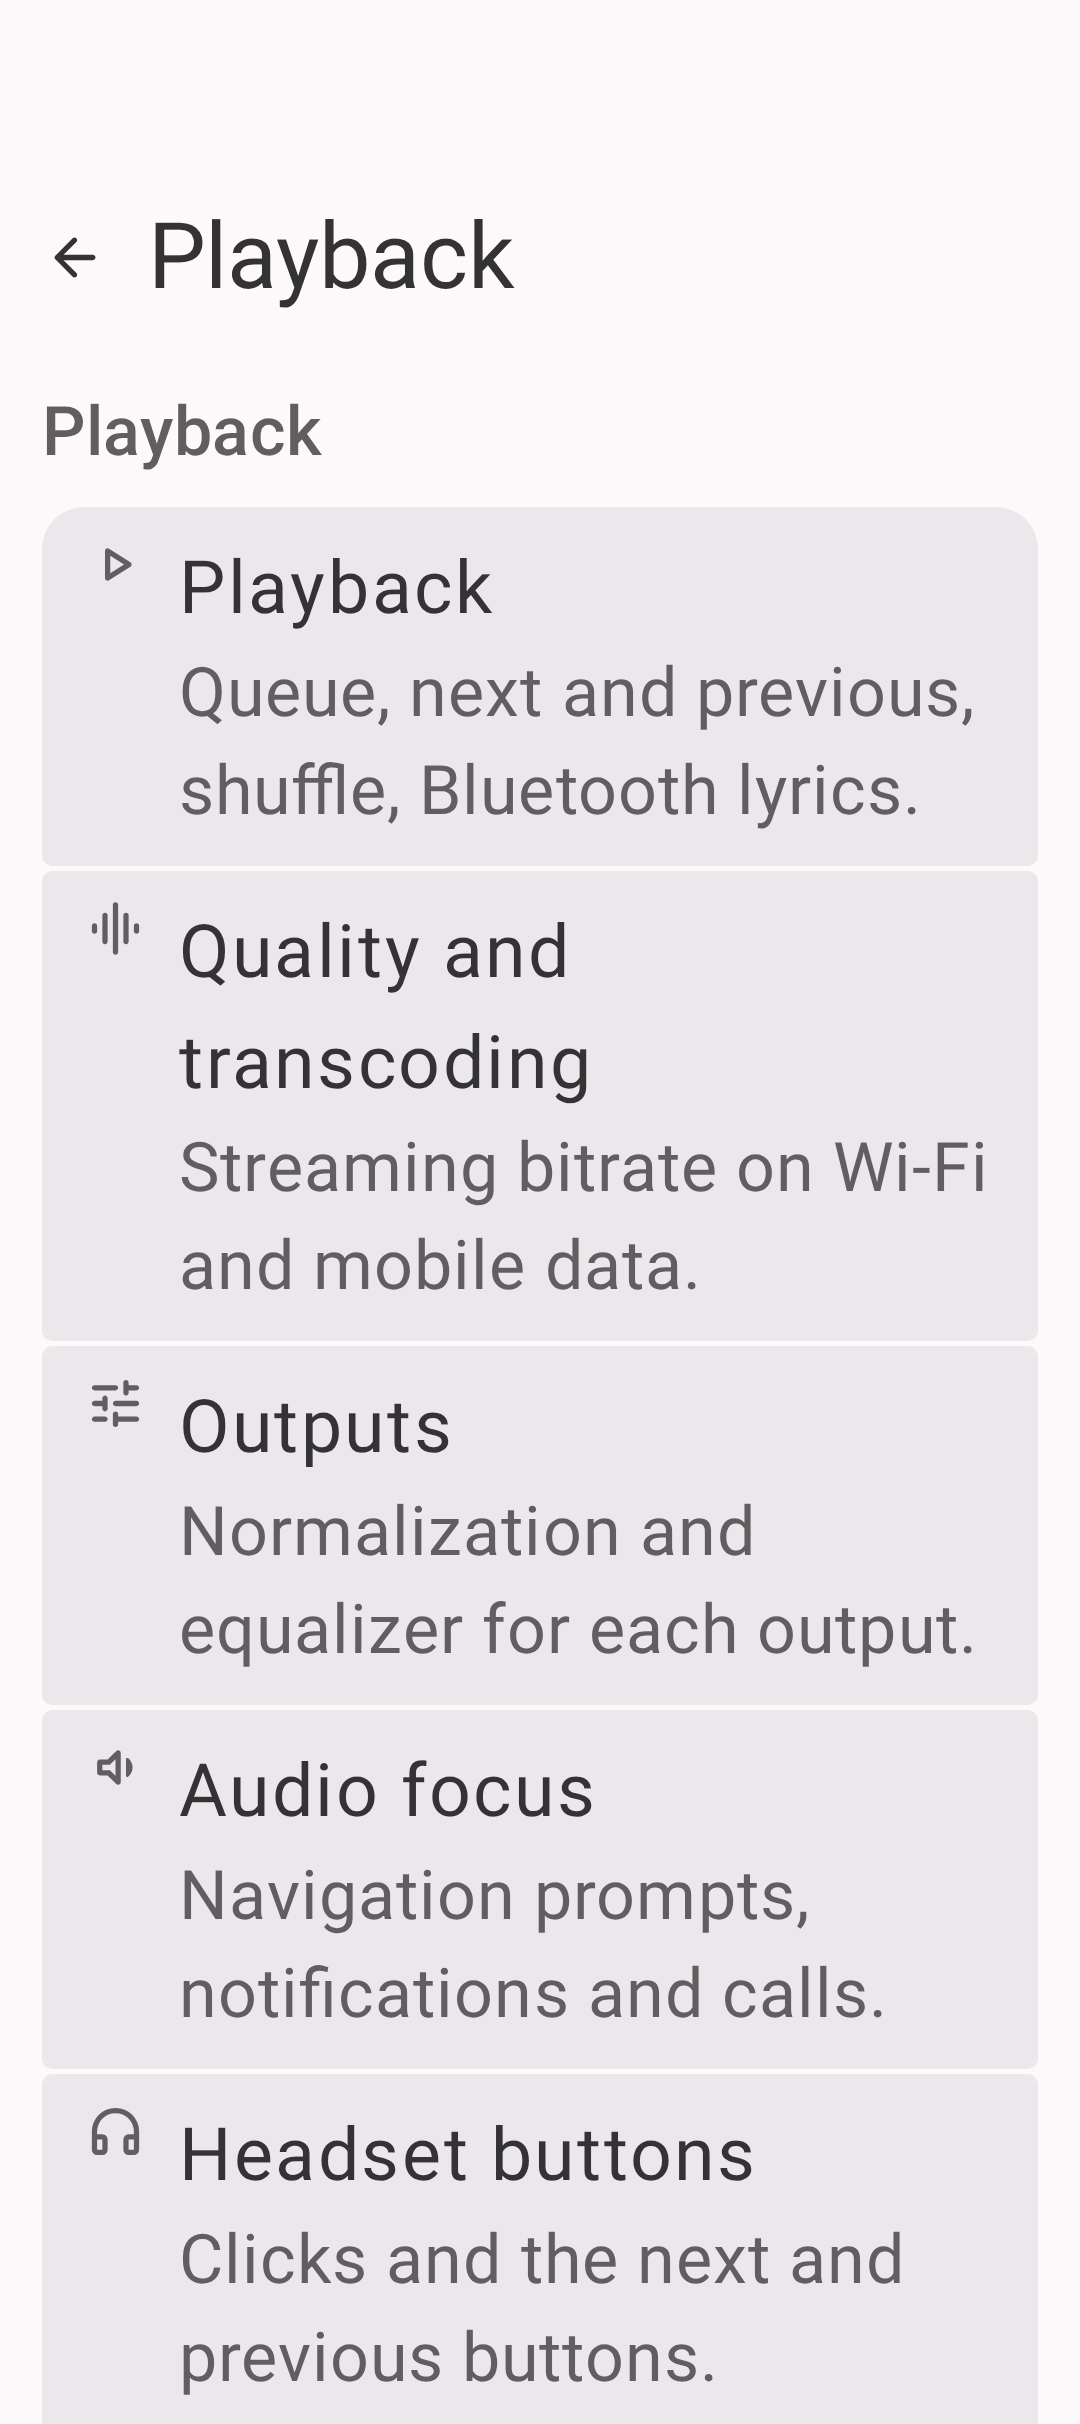 Playback
Playback
Playback
Queue, next and previous,
shuffle, Bluetooth lyrics.
Quality and
transcoding
Streaming bitrate on Wi-Fi
and mobile data.
Outputs
Normalization and
equalizer for each output.
Audio focus
Navigation prompts,
notifications and calls.
Headset buttons
Clicks and the next and
previous buttons.